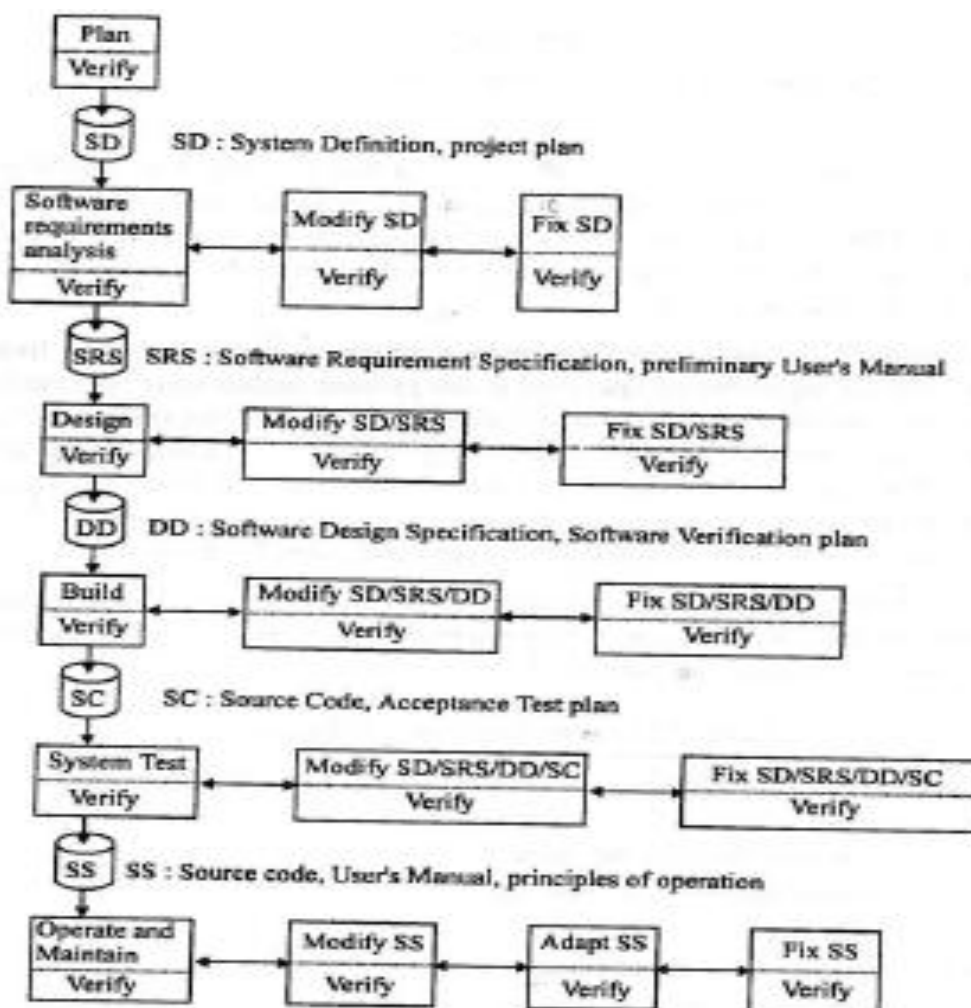 Plan
Verify
SD
SD : System Definition, project plan
Software
requirements
analysis
Verify
Modify SD
Verify
Fix SD
Verify
SRS
SRS : Software Requirement Specification, preliminary User's Manual
Design
Verify
Modify SD/SRS
Verify
Fix SD/SRS
Verify
DD
DD : Software Design Specification, Software Verification plan
Build
Verify
Modify SD/SRS/DD
Verify
Fix SD/SRS/DD
Verify
SC
SC : Source Code, Acceptance Test plan
System Test
Verify
Modify SD/SRS/DD/SC
Verify
Fix SD/SRS/DD/SC
Verify
SS
SS : Source code, User's Manual, principles of operation
Operate and
Maintain
Verify
Modify SS
Verify
Adapt SS
Verify
Fix SS
Verify